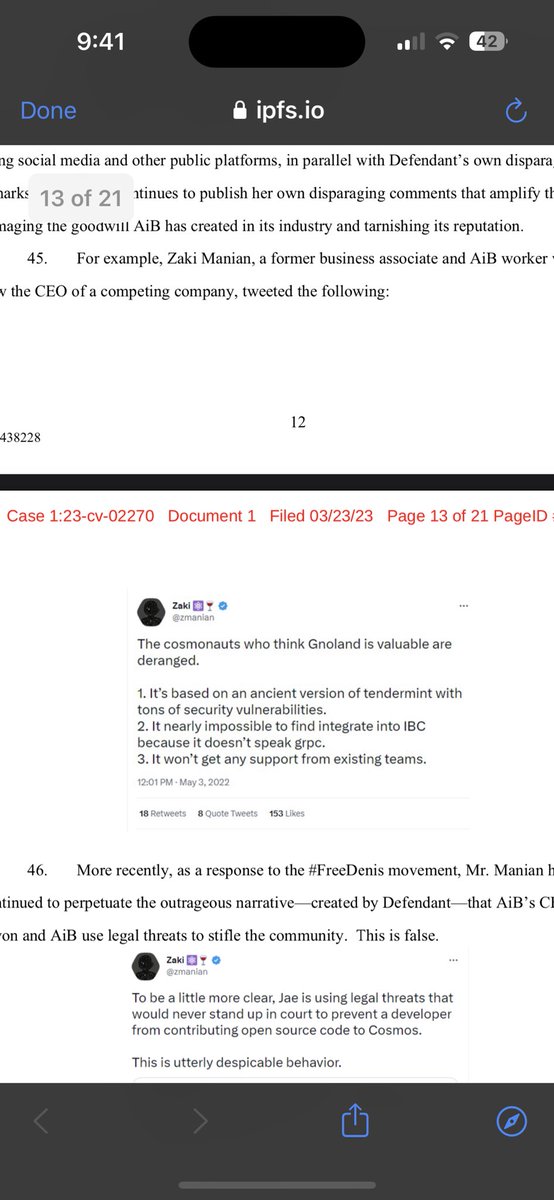 9:41
42
Done
ipfs.io
ng social media and other public platforms, in parallel with Defendant's own dispara
13 of 21
ntinues to publish her own disparaging comments that amplify th
naging the goodwill AiB has created in its industry and tarnishing its reputation.
45. For example, Zaki Manian, a former business associate and AiB worker
w the CEO of a competing company, tweeted the following:
12
438228
Case 1:23-cv-02270 Document 1 Filed 03/23/23 Page 13 of 21 PageID
Zaki
@zmanian
The cosmonauts who think Gnoland is valuable are
deranged.
1. It's based on an ancient version of tendermint with
tons of security vulnerabilities.
2. It nearly impossible to find integrate into IBC
because it doesn't speak grpc.
3. It won't get any support from existing teams.
12:01 PM · May 3, 2022
18 Retweets 8 Quote Tweets 153 Likes
46. More recently, as a response to the #FreeDenis movement, Mr. Manian h
ntinued to perpetuate the outrageous narrative—created by Defendant—that AiB's CE
von and AiB use legal threats to stifle the community. This is false.
Zaki
@zmanian
To be a little more clear, Jae is using legal threats that
would never stand up in court to prevent a developer
from contributing open source code to Cosmos.
This is utterly despicable behavior.